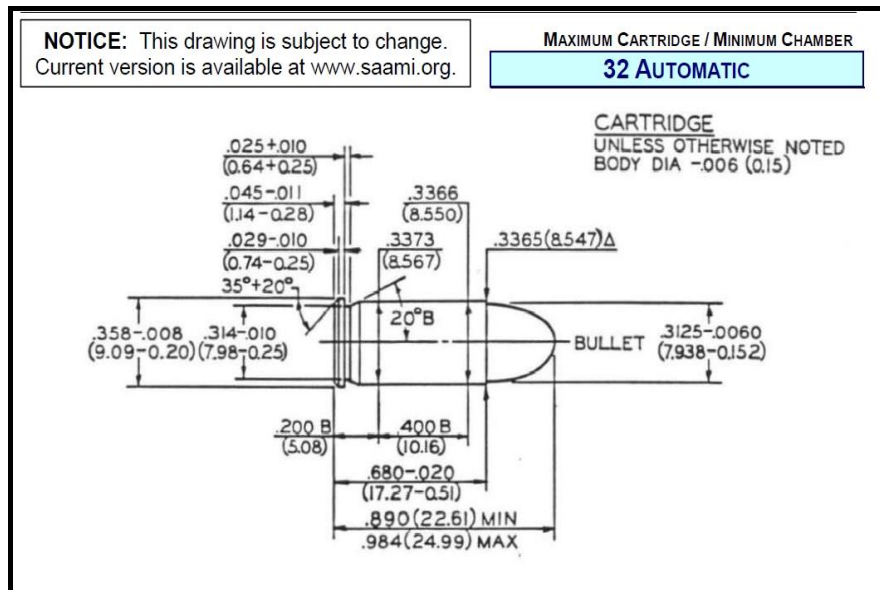 NOTICE: This drawing is subject to change.
Current version is available at www.saami.org.
MAXIMUM CARTRIDGE / MINIMUM CHAMBER
32 AUTOMATIC
CARTRIDGE
UNLESS OTHERWISE NOTED
BODY DIA -.006 (0.15)
.025+.010
(0.64+0.25)
.045-.011
(1.14-0.28)
.029-.010
(0.74-0.25)
35°+20°
.3366
(8.550)
.3373
(8.567)
.3365(8.547)Δ
20°B
.358-.008
(9.09-0.20)
.314-.010
(7.98-0.25)
BULLET
.3125-.0060
(7.938-0.152)
.200 B
(5.08)
.400 B
(10.16)
.680-.020
(17.27-0.51)
.890(22.61) MIN
.984(24.99) MAX